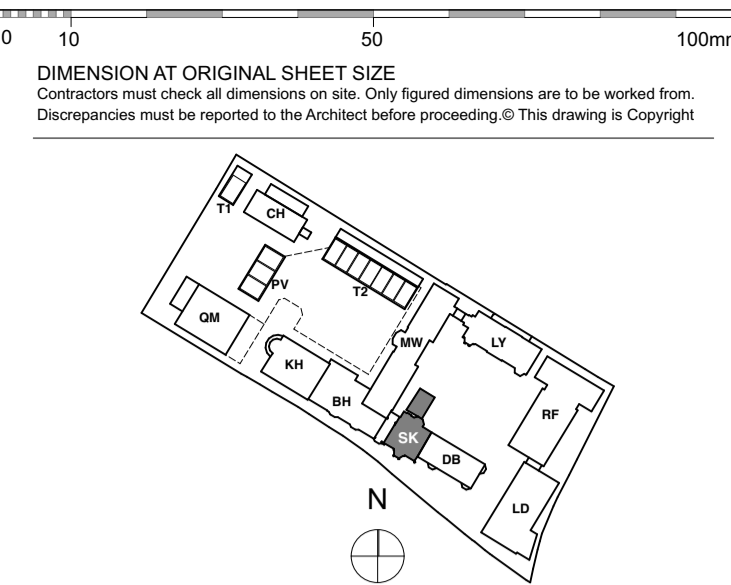 0 10 50 100mm
DIMENSION AT ORIGINAL SHEET SIZE
Contractors must check all dimensions on site. Only figured dimensions are to be worked from.
Discrepancies must be reported to the Architect before proceeding.© This drawing is Copyright
T1
CH
PV
T2
QM
MW
LY
KH
BH
RF
SK
DB
LD
N